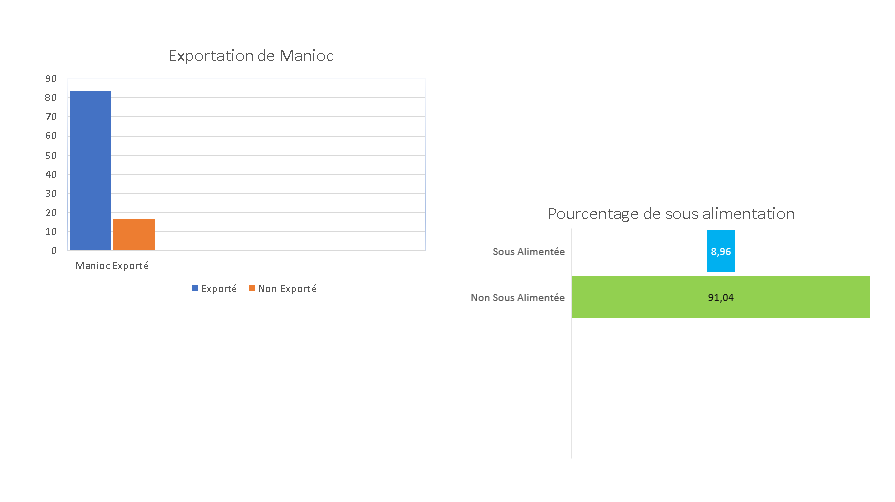 Exportation de Manioc
90
80
70
60
50
40
30
20
10
0
Manioc Exporté
Exporté Non Exporté
Pourcentage de sous alimentation
Sous Alimentée 8,96
Non Sous Alimentée 91,04